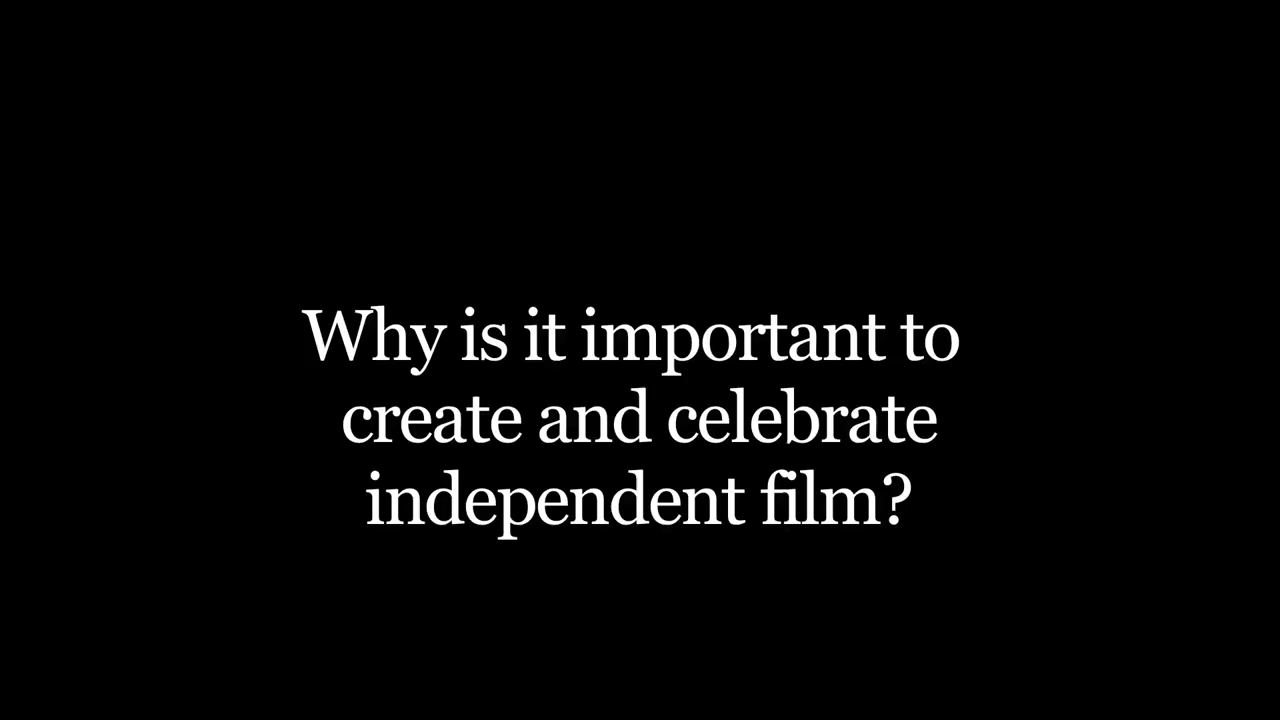 Why is it important to
create and celebrate
independent film?